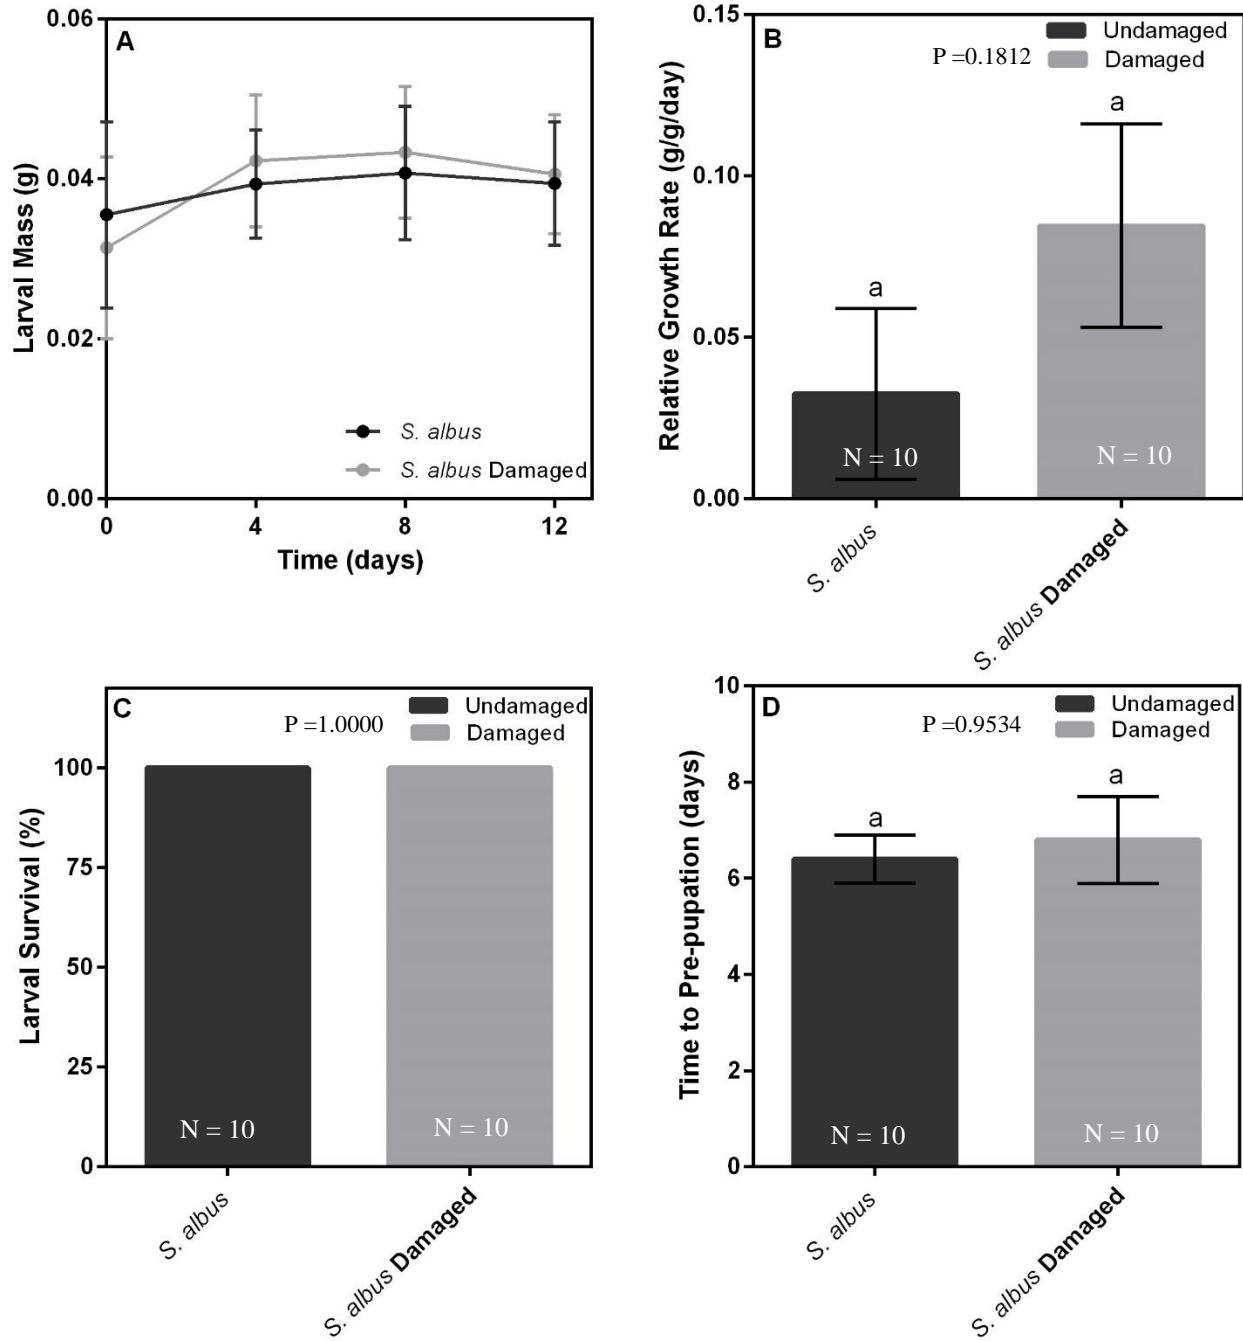 A
Larval Mass (g)
0.06
0.04
0.02
0.00
0
4
8
12
Time (days)
S. albus
S. albus Damaged
B
Relative Growth Rate (g/g/day)
0.15
0.10
0.05
0.00
P =0.1812
Undamaged
Damaged
a
a
N = 10
N = 10
S. albus
S. albus Damaged
C
Larval Survival (%)
100
75
50
25
0
P =1.0000
Undamaged
Damaged
N = 10
N = 10
S. albus
S. albus Damaged
D
Time to Pre-pupation (days)
10
8
6
4
2
0
P =0.9534
Undamaged
Damaged
a
a
N = 10
N = 10
S. albus
S. albus Damaged